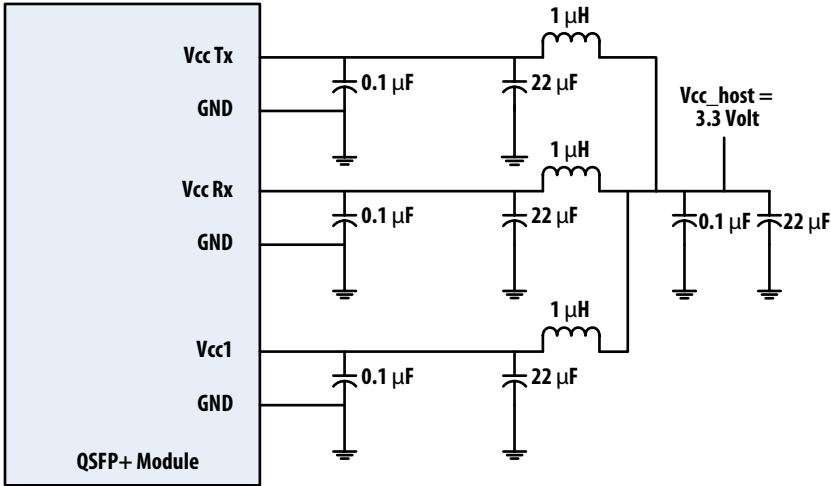 1 μH
Vcc Tx
0.1 μF
22 μF
GND
Vcc_host =
3.3 Volt
1 μH
Vcc Rx
0.1 μF
22 μF
0.1 μF
22 μF
GND
1 μH
Vcc1
0.1 μF
22 μF
GND
QSFP+ Module